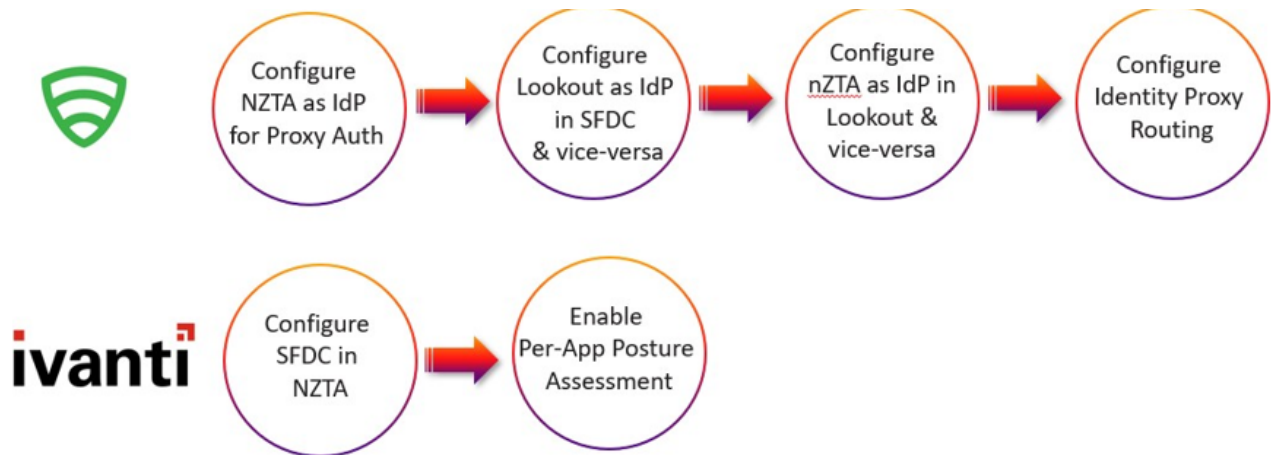 Configure
NZTA as IdP
for Proxy Auth
Configure
Lookout as IdP
in SFDC
& vice-versa
Configure
nZTA as IdP in
Lookout &
vice-versa
Configure
Identity Proxy
Routing
ivanti
Configure
SFDC in
NZTA
Enable
Per-App Posture
Assessment